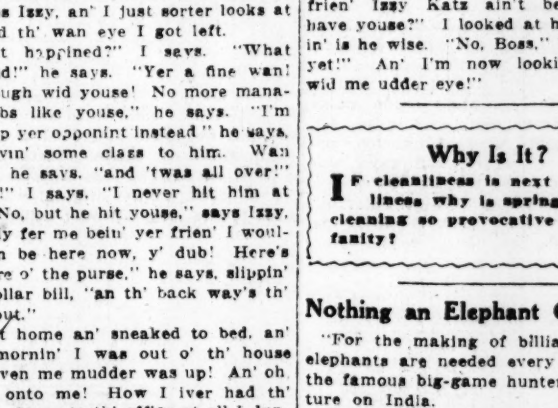 s Izzy, an' I just sorter looks at
d th' wan eye I got left.
t happined?" I says. "What
d!" he says. "Yer a fine wan!
ugh wid youse! No more mana-
bs like youse," he says. "I'm
p yer opponint instead" he says,
vin' some class to him. Wan
he says. "and 'twas all over!"
!" I says. "I never hit him at
No, but he hit youse," says Izzy,
ly fer me bein' yer frien' I woul-
n be here now, y' dub! Here's
re o' the purse," he says, slippin'
ollar bill, "an th' back way's th'
out."
t home an' sneaked to bed, an'
mornin' I was out o' th' house
ven me mudder was up! An' oh,
onto me! How I iver had th'
frien' Izzy Katz ain't be
have youse?" I looked at h
in' is he wise. "No, Boss,"
yet!" An' I'm now looki
wid me udder eye!"
Why Is It?
IF cleanliness is next
liness why is spring
cleaning so provocative
fanity?
Nothing an Elephant
"For the making of billia
elephants are needed every
the famous big-game hunter
ture on India.